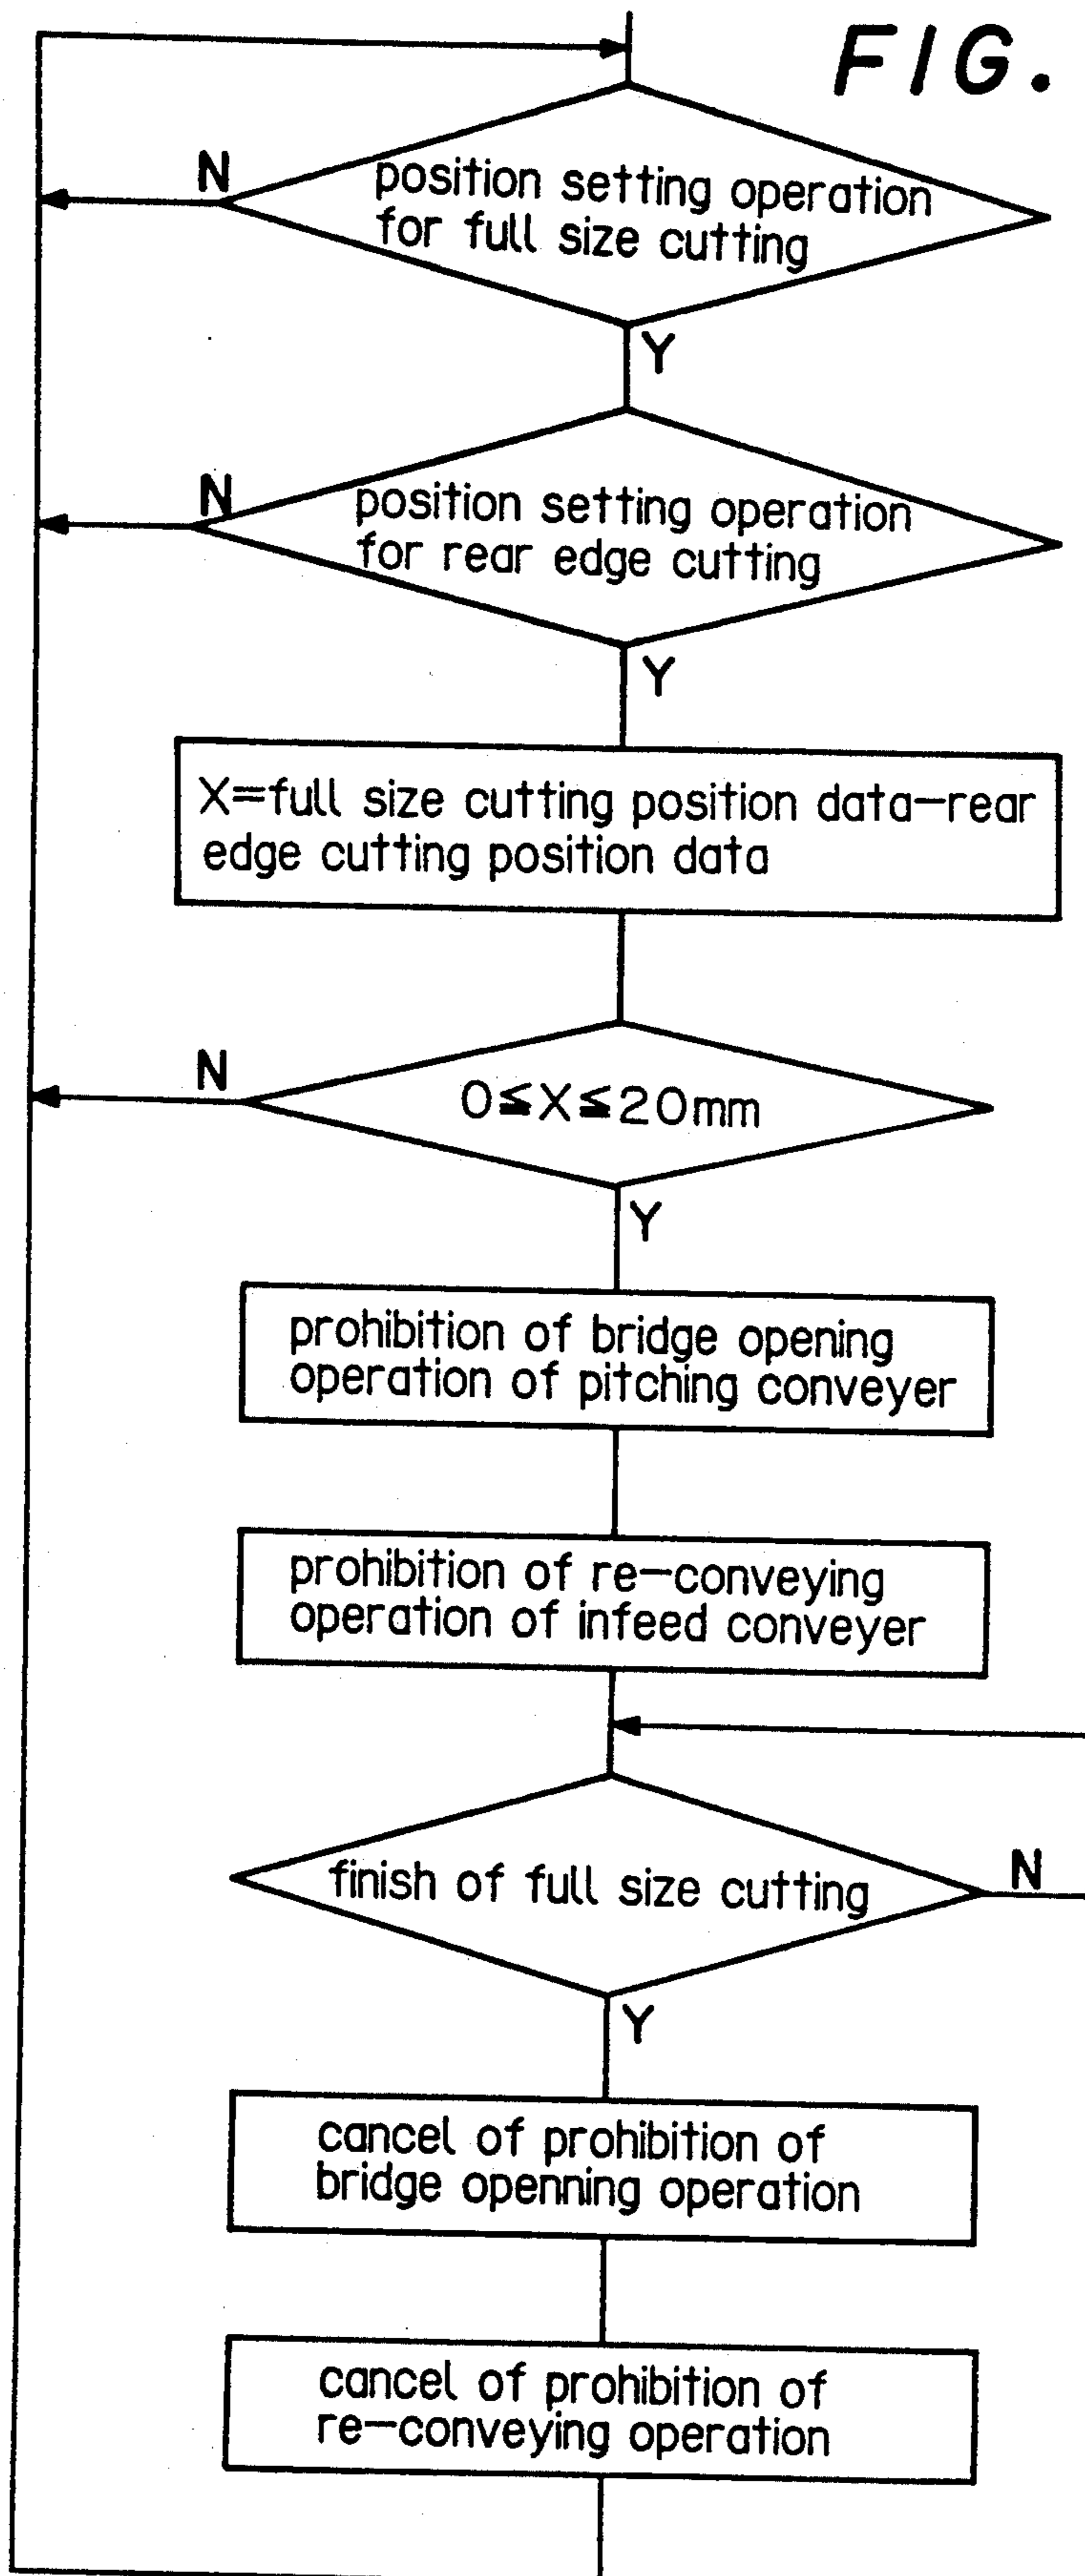 FIG.
N
position setting operation
for full size cutting
Y
N
position setting operation
for rear edge cutting
Y
X=full size cutting position data-rear
edge cutting position data
N
0≦X≦20mm
Y
prohibition of bridge opening
operation of pitching conveyer
prohibition of re-conveying
operation of infeed conveyer
finish of full size cutting
N
Y
cancel of prohibition of
bridge openning operation
cancel of prohibition of
re-conveying operation